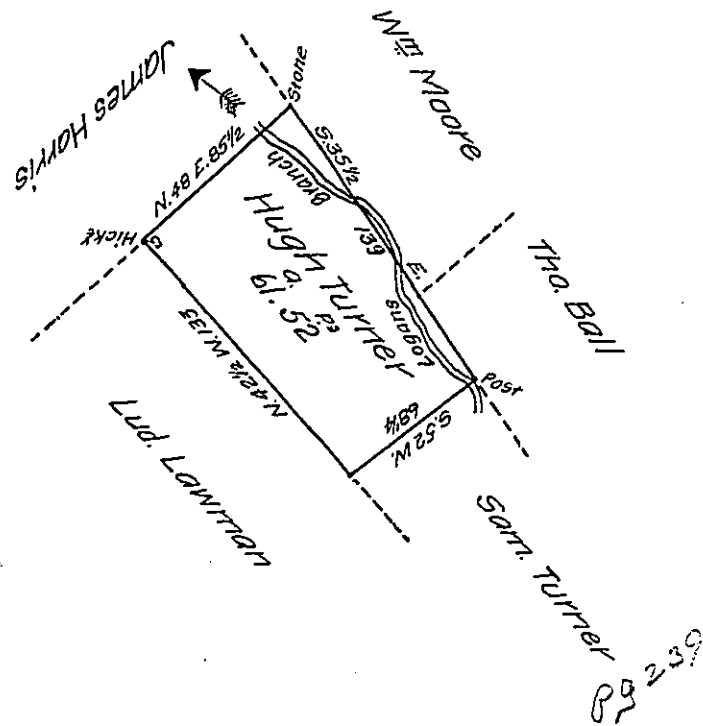 James Harris
Wm Moore
Stone
N. 48 E. 85½
S. 35½
139
E.
Branch
Logans
Hickʸ
Hugh Turner
a. ps
61. 52
Tho. Ball
Post
N. 42½ W. 133
S. 52 W.
68¼
Lud. Lawman
Sam. Turner
Pg 239